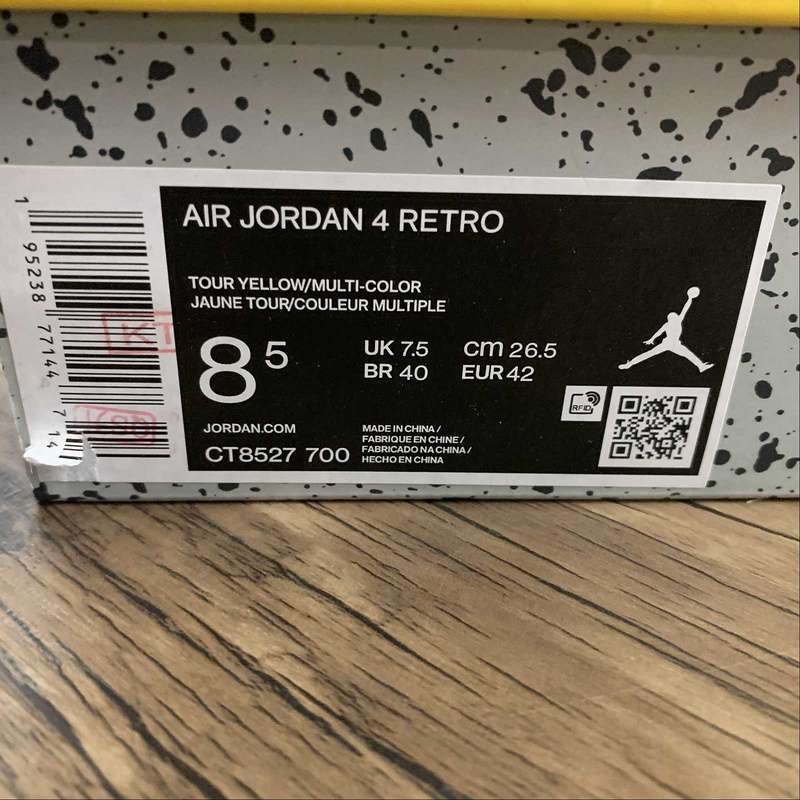 AIR JORDAN 4 RETRO
TOUR YELLOW/MULTI-COLOR
JAUNE TOUR/COULEUR MULTIPLE
8 5
UK 7.5 cm 26.5
BR 40 EUR 42
JORDAN.COM
CT8527 700
MADE IN CHINA /
FABRIQUE EN CHINE /
FABRICADO NA CHINA /
HECHO EN CHINA
RFID
1 95238 77144 7 14